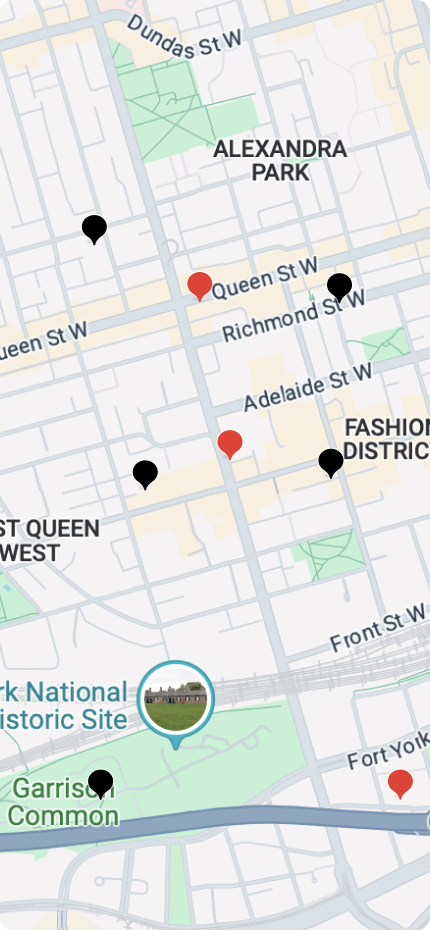 Dundas St W
ALEXANDRA
PARK
Queen St W
Richmond St W
ueen St W
Adelaide St W
FASHION
DISTRIC
ST QUEEN
WEST
Front St W
rk National
istoric Site
Fort York
Garrison
Common